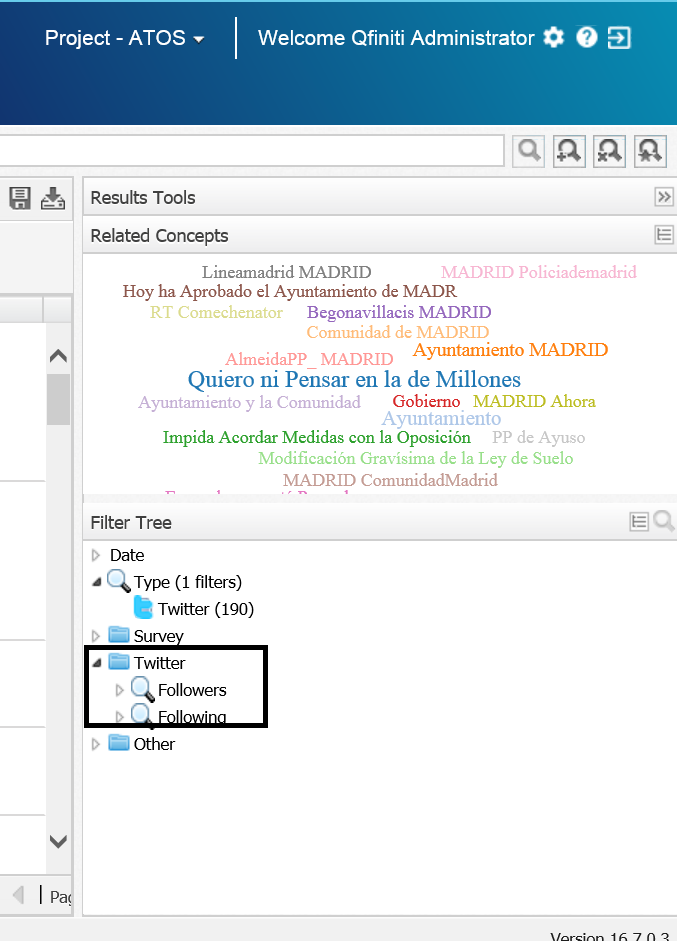 Project - ATOS
Welcome Qfiniti Administrator
Results Tools
Related Concepts
Lineamadrid MADRID
MADRID Policiademadrid
Hoy ha Aprobado el Ayuntamiento de MADR
RT Comechenator
Begonavillacis MADRID
Comunidad de MADRID
Ayuntamiento MADRID
AlmeidaPP_ MADRID
Quiero ni Pensar en la de Millones
Ayuntamiento y la Comunidad
Gobierno
MADRID Ahora
Ayuntamiento
Impida Acordar Medidas con la Oposición
PP de Ayuso
Modificación Gravísima de la Ley de Suelo
MADRID ComunidadMadrid
Filter Tree
Date
Type (1 filters)
Twitter (190)
Survey
Twitter
Followers
Following
Other
Pag
Version 16.7.0.3